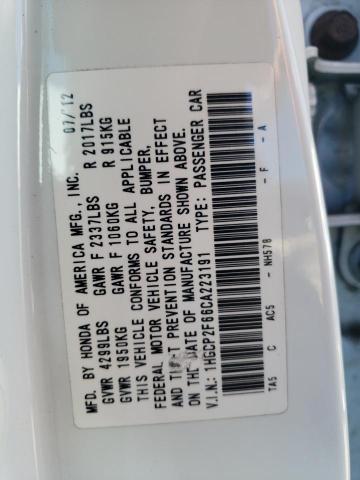 MFD. BY HONDA OF AMERICA MFG., INC. 07/12
GVWR 4299LBS GAWR F 2337LBS R 2017LBS
GVWR 1950KG GAWR F 1060KG R 915KG
THIS VEHICLE CONFORMS TO ALL APPLICABLE
FEDERAL MOTOR VEHICLE SAFETY, BUMPER,
AND THEFT PREVENTION STANDARDS IN EFFECT
ON THE DATE OF MANUFACTURE SHOWN ABOVE.
V.I.N.: 1HGCP2F66CA223191 TYPE: PASSENGER CAR
TA5 C AC5 - NH578 - F - A